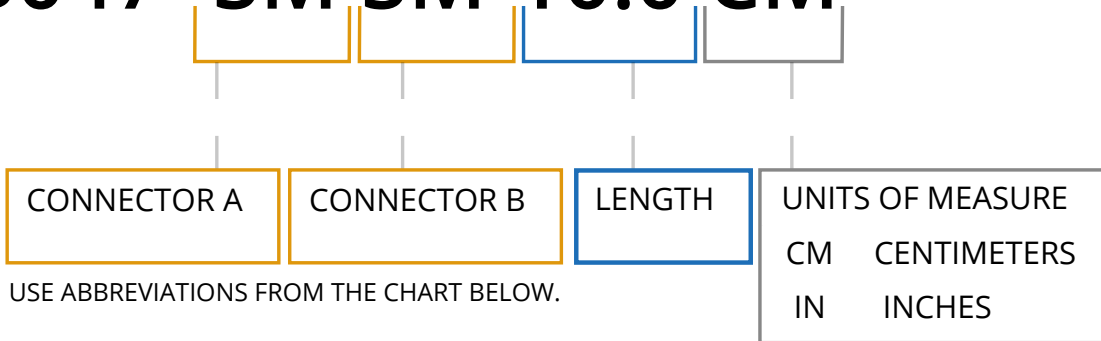 CONNECTOR A CONNECTOR B LENGTH UNITS OF MEASURE
CM CENTIMETERS
USE ABBREVIATIONS FROM THE CHART BELOW.
IN INCHES